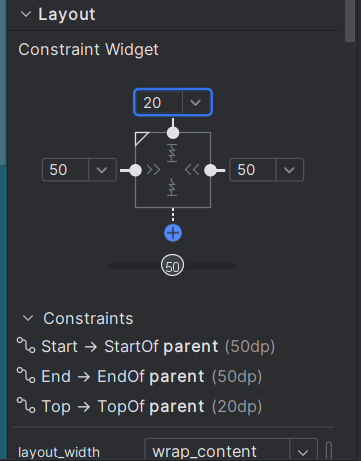 Layout
Constraint Widget
20
50 50
50
Constraints
Start → StartOf parent (50dp)
End → EndOf parent (50dp)
Top → TopOf parent (20dp)
layout_width wrap_content